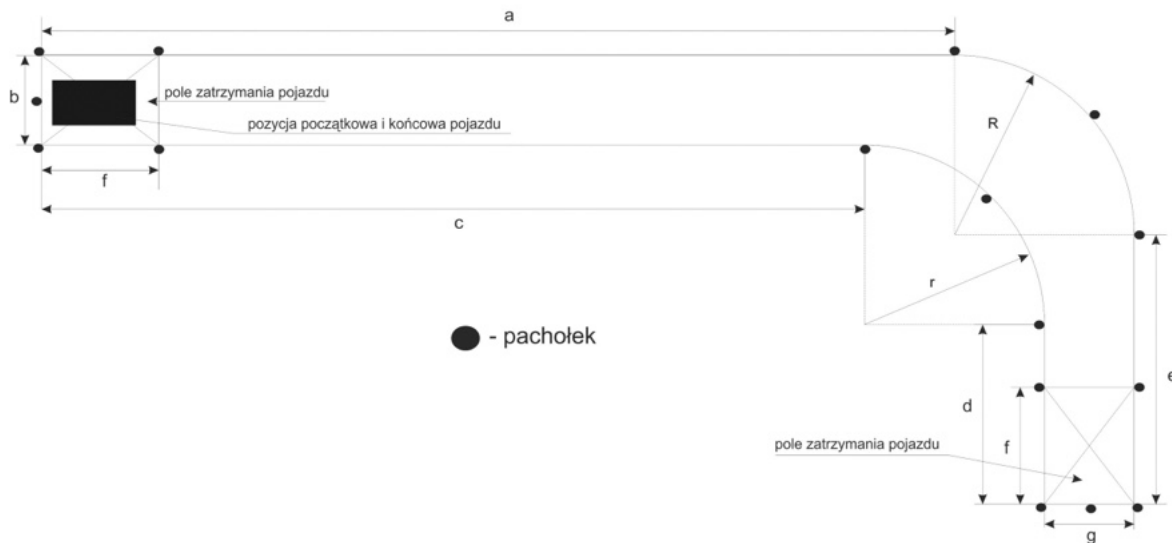 a
b
pole zatrzymania pojazdu
pozycja początkowa i końcowa pojazdu
R
f
c
r
- pachołek
d
e
f
pole zatrzymania pojazdu
g